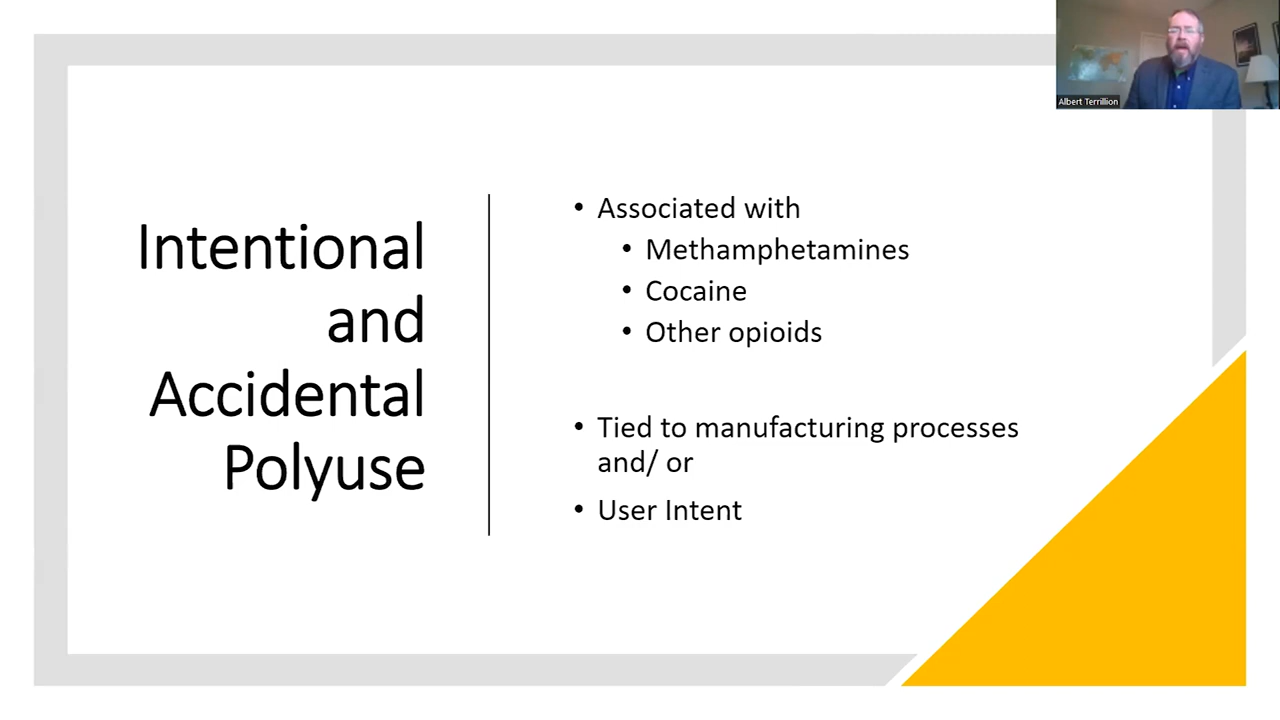 Albert Terrillion
Intentional
and
Accidental
Polyuse
• Associated with
• Methamphetamines
• Cocaine
• Other opioids
• Tied to manufacturing processes
and/ or
• User Intent